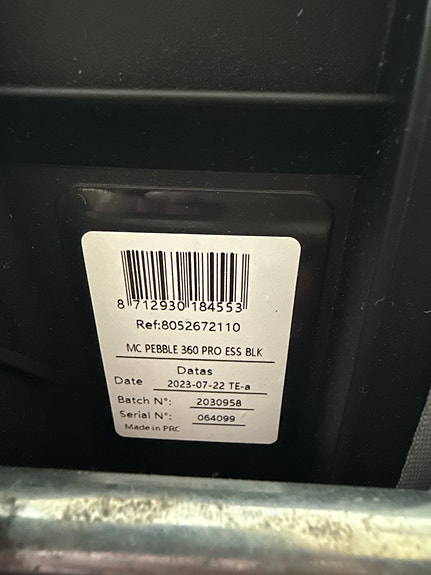 8 712930 184553
Ref:8052672110
MC PEBBLE 360 PRO ESS BLK
Datas
Date 2023-07-22 TE-a
Batch N°: 2030958
Serial N°: 064099
Made in PRC